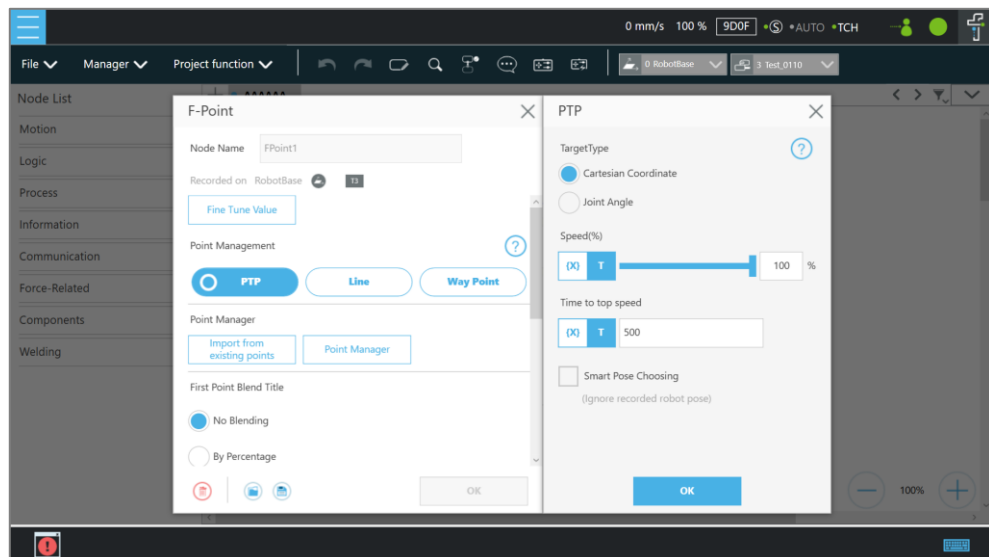 0 mm/s 100 % 9D0F S AUTO TCH
File Manager Project function 0 RobotBase 3 Test_0110
Node List
Motion
Logic
Process
Information
Communication
Force-Related
Components
Welding
F-Point
Node Name FPoint1
Recorded on RobotBase T3
Fine Tune Value
Point Management ?
PTP Line Way Point
Point Manager
Import from
existing points
Point Manager
First Point Blend Title
No Blending
By Percentage
OK
PTP
TargetType ?
Cartesian Coordinate
Joint Angle
Speed(%)
{X} T 100 %
Time to top speed
{X} T 500
Smart Pose Choosing
(Ignore recorded robot pose)
OK
100%